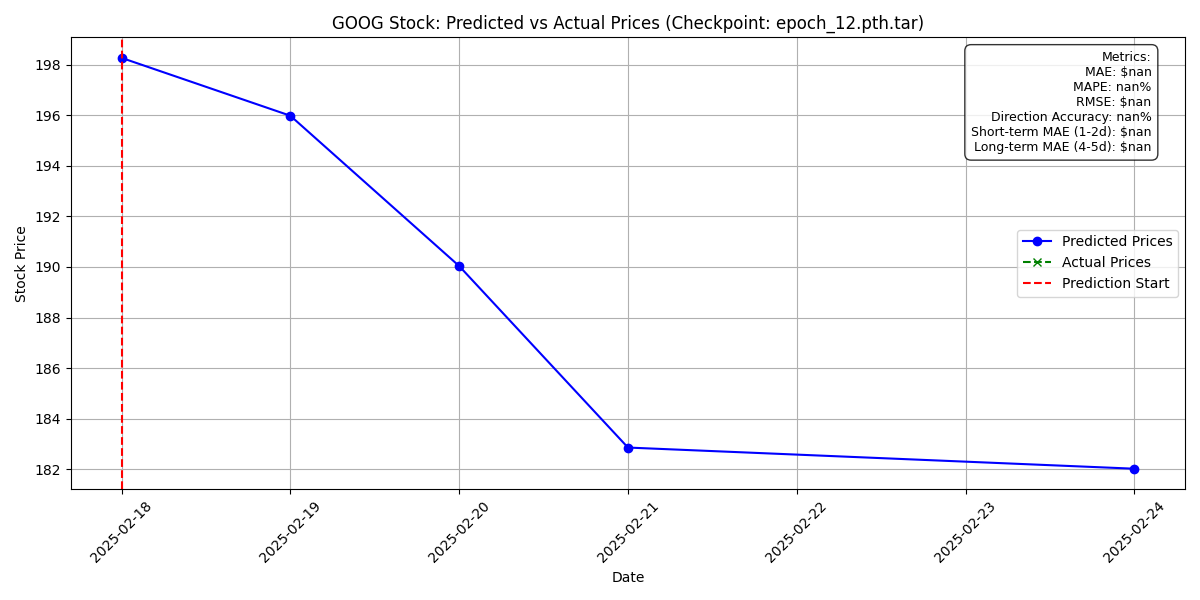 GOOG Stock: Predicted vs Actual Prices (Checkpoint: epoch_12.pth.tar)
Metrics:
MAE: $nan
MAPE: nan%
RMSE: $nan
Direction Accuracy: nan%
Short-term MAE (1-2d): $nan
Long-term MAE (4-5d): $nan
Predicted Prices
Actual Prices
Prediction Start
Stock Price
198
196
194
192
190
188
186
184
182
2025-02-18
2025-02-19
2025-02-20
2025-02-21
2025-02-22
2025-02-23
2025-02-24
Date